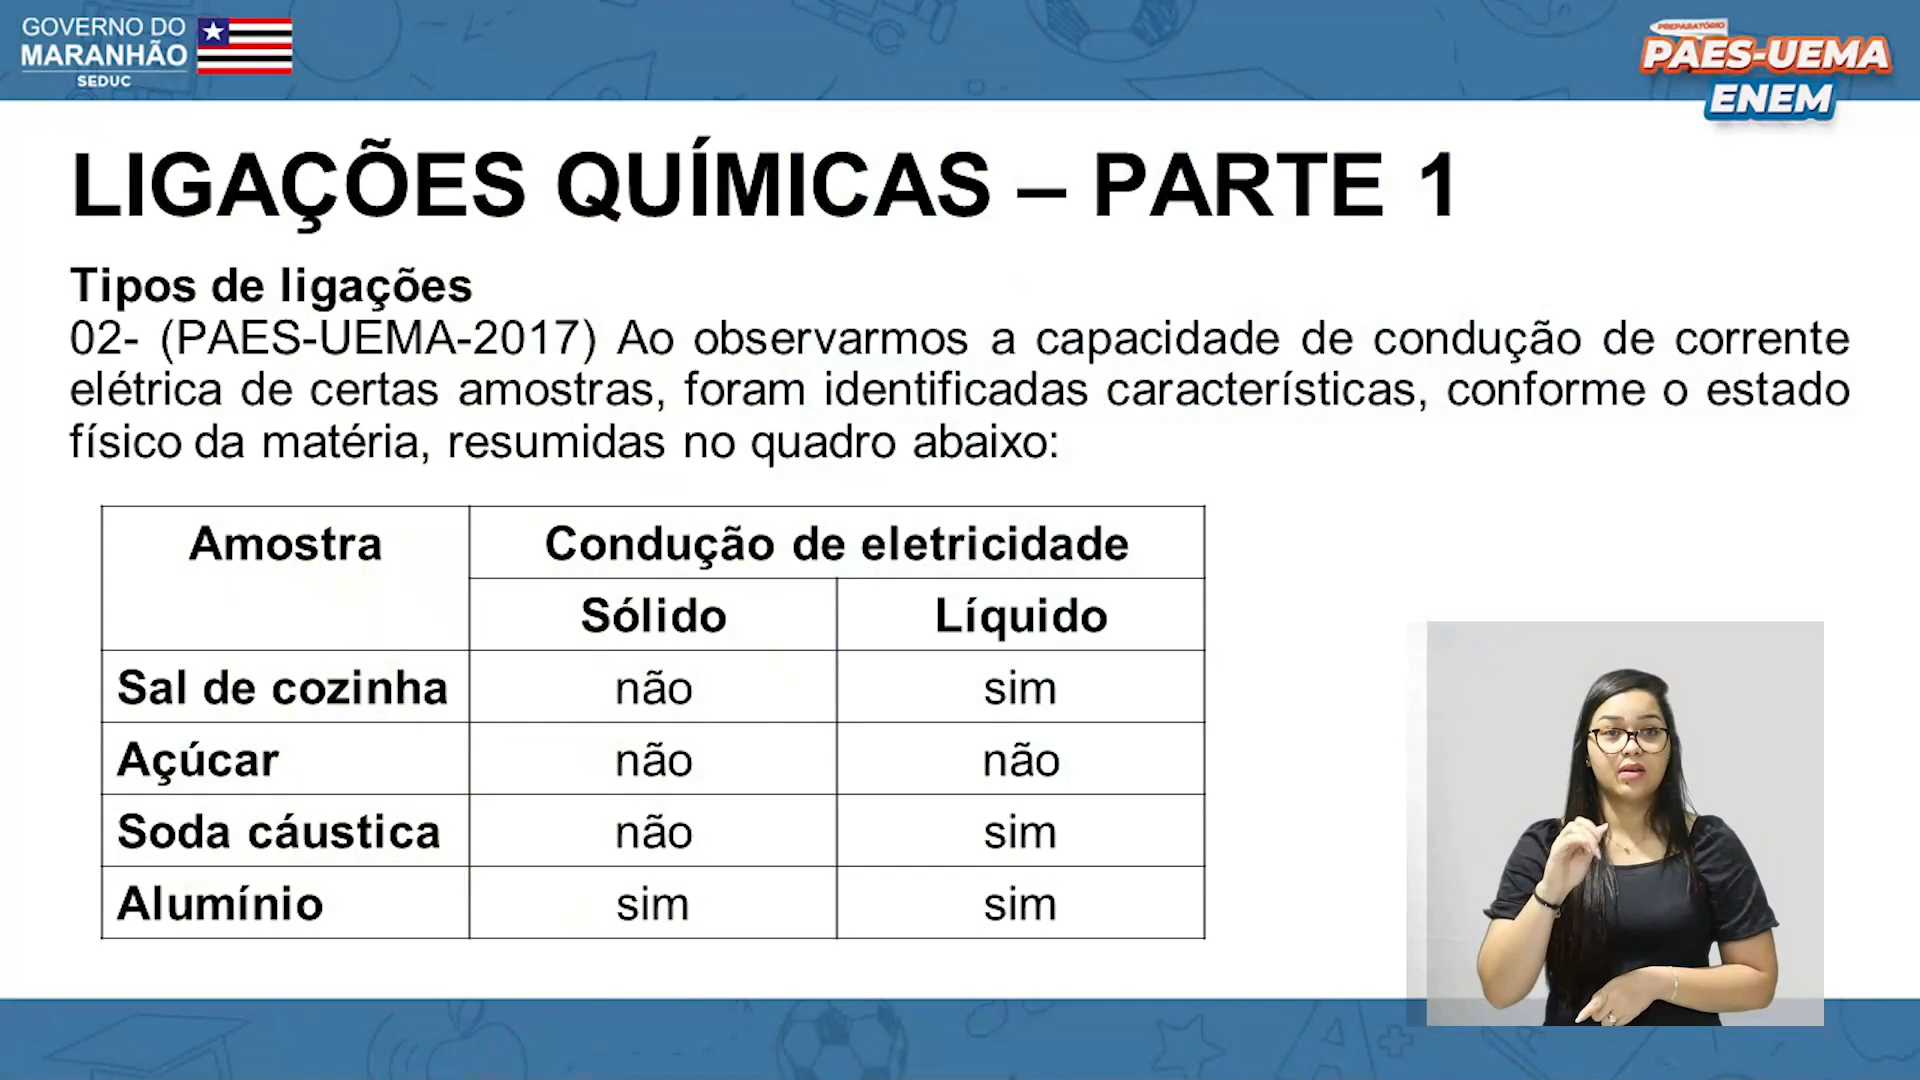 GOVERNO DO
MARANHÃO
SEDUC
PREPARATÓRIO
PAES-UEMA
ENEM
LIGAÇÕES QUÍMICAS – PARTE 1
Tipos de ligações
02- (PAES-UEMA-2017) Ao observarmos a capacidade de condução de corrente
elétrica de certas amostras, foram identificadas características, conforme o estado
físico da matéria, resumidas no quadro abaixo:
Amostra Condução de eletricidade
Sólido Líquido
Sal de cozinha não sim
Açúcar não não
Soda cáustica não sim
Alumínio sim sim